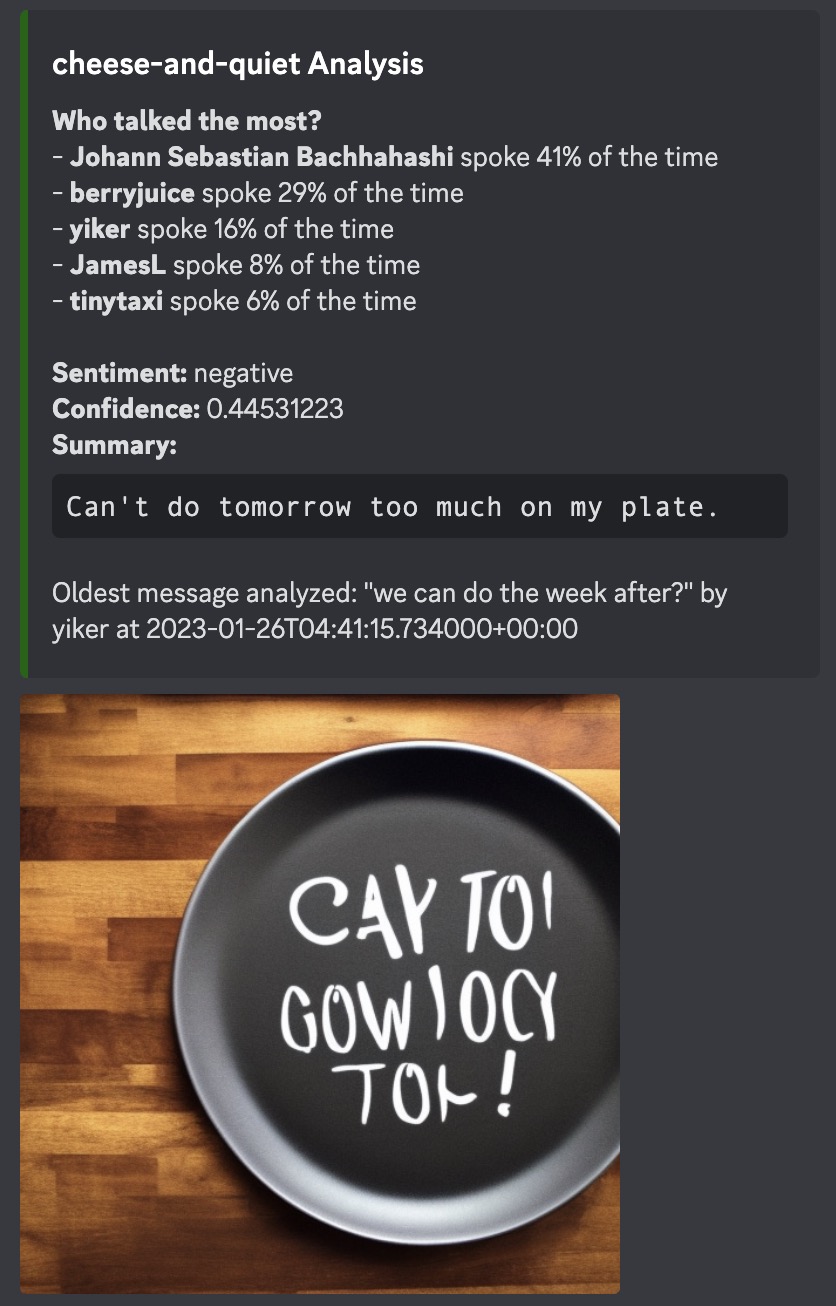 cheese-and-quiet Analysis
Who talked the most?
- Johann Sebastian Bachhahashi spoke 41% of the time
- berryjuice spoke 29% of the time
- yiker spoke 16% of the time
- JamesL spoke 8% of the time
- tinytaxi spoke 6% of the time
Sentiment: negative
Confidence: 0.44531223
Summary:
Can't do tomorrow too much on my plate.
Oldest message analyzed: "we can do the week after?" by
yiker at 2023-01-26T04:41:15.734000+00:00
CAY TO
GOW
TOK!